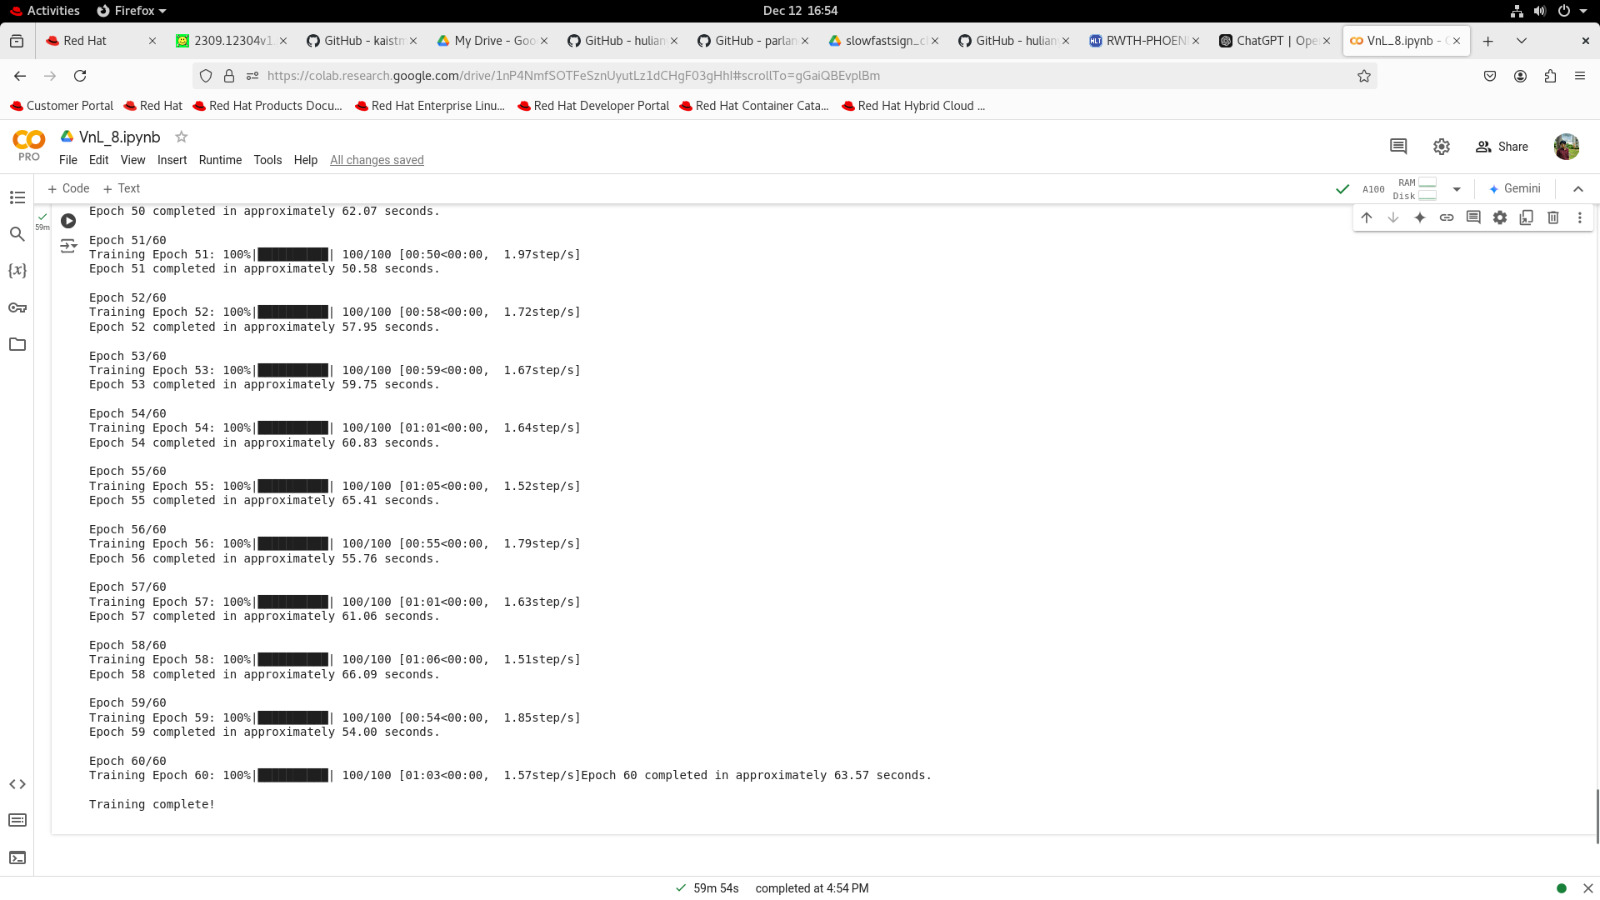 Activities Firefox Dec 12 16:54
Red Hat 2309.12304v1. GitHub - kaistm My Drive - Goo GitHub - hulian GitHub - parlan slowfastsign_cl GitHub - hulian RWTH-PHOENI ChatGPT | Ope VnL_8.ipynb - C
https://colab.research.google.com/drive/1nP4NmfSOTFeSznUyutLz1dCHgF03gHhI#scrollTo=gGaiQBEvplBm
Customer Portal Red Hat Red Hat Products Docu... Red Hat Enterprise Linu... Red Hat Developer Portal Red Hat Container Cata... Red Hat Hybrid Cloud ...
VnL_8.ipynb
PRO
File Edit View Insert Runtime Tools Help All changes saved
Share
+ Code + Text
A100 RAM Disk Gemini
59m
Epoch 50 completed in approximately 62.07 seconds.
Epoch 51/60
Training Epoch 51: 100%|██████████| 100/100 [00:50<00:00, 1.97step/s]
Epoch 51 completed in approximately 50.58 seconds.
Epoch 52/60
Training Epoch 52: 100%|██████████| 100/100 [00:58<00:00, 1.72step/s]
Epoch 52 completed in approximately 57.95 seconds.
Epoch 53/60
Training Epoch 53: 100%|██████████| 100/100 [00:59<00:00, 1.67step/s]
Epoch 53 completed in approximately 59.75 seconds.
Epoch 54/60
Training Epoch 54: 100%|██████████| 100/100 [01:01<00:00, 1.64step/s]
Epoch 54 completed in approximately 60.83 seconds.
Epoch 55/60
Training Epoch 55: 100%|██████████| 100/100 [01:05<00:00, 1.52step/s]
Epoch 55 completed in approximately 65.41 seconds.
Epoch 56/60
Training Epoch 56: 100%|██████████| 100/100 [00:55<00:00, 1.79step/s]
Epoch 56 completed in approximately 55.76 seconds.
Epoch 57/60
Training Epoch 57: 100%|██████████| 100/100 [01:01<00:00, 1.63step/s]
Epoch 57 completed in approximately 61.06 seconds.
Epoch 58/60
Training Epoch 58: 100%|██████████| 100/100 [01:06<00:00, 1.51step/s]
Epoch 58 completed in approximately 66.09 seconds.
Epoch 59/60
Training Epoch 59: 100%|██████████| 100/100 [00:54<00:00, 1.85step/s]
Epoch 59 completed in approximately 54.00 seconds.
Epoch 60/60
Training Epoch 60: 100%|██████████| 100/100 [01:03<00:00, 1.57step/s]Epoch 60 completed in approximately 63.57 seconds.
Training complete!
59m 54s completed at 4:54 PM